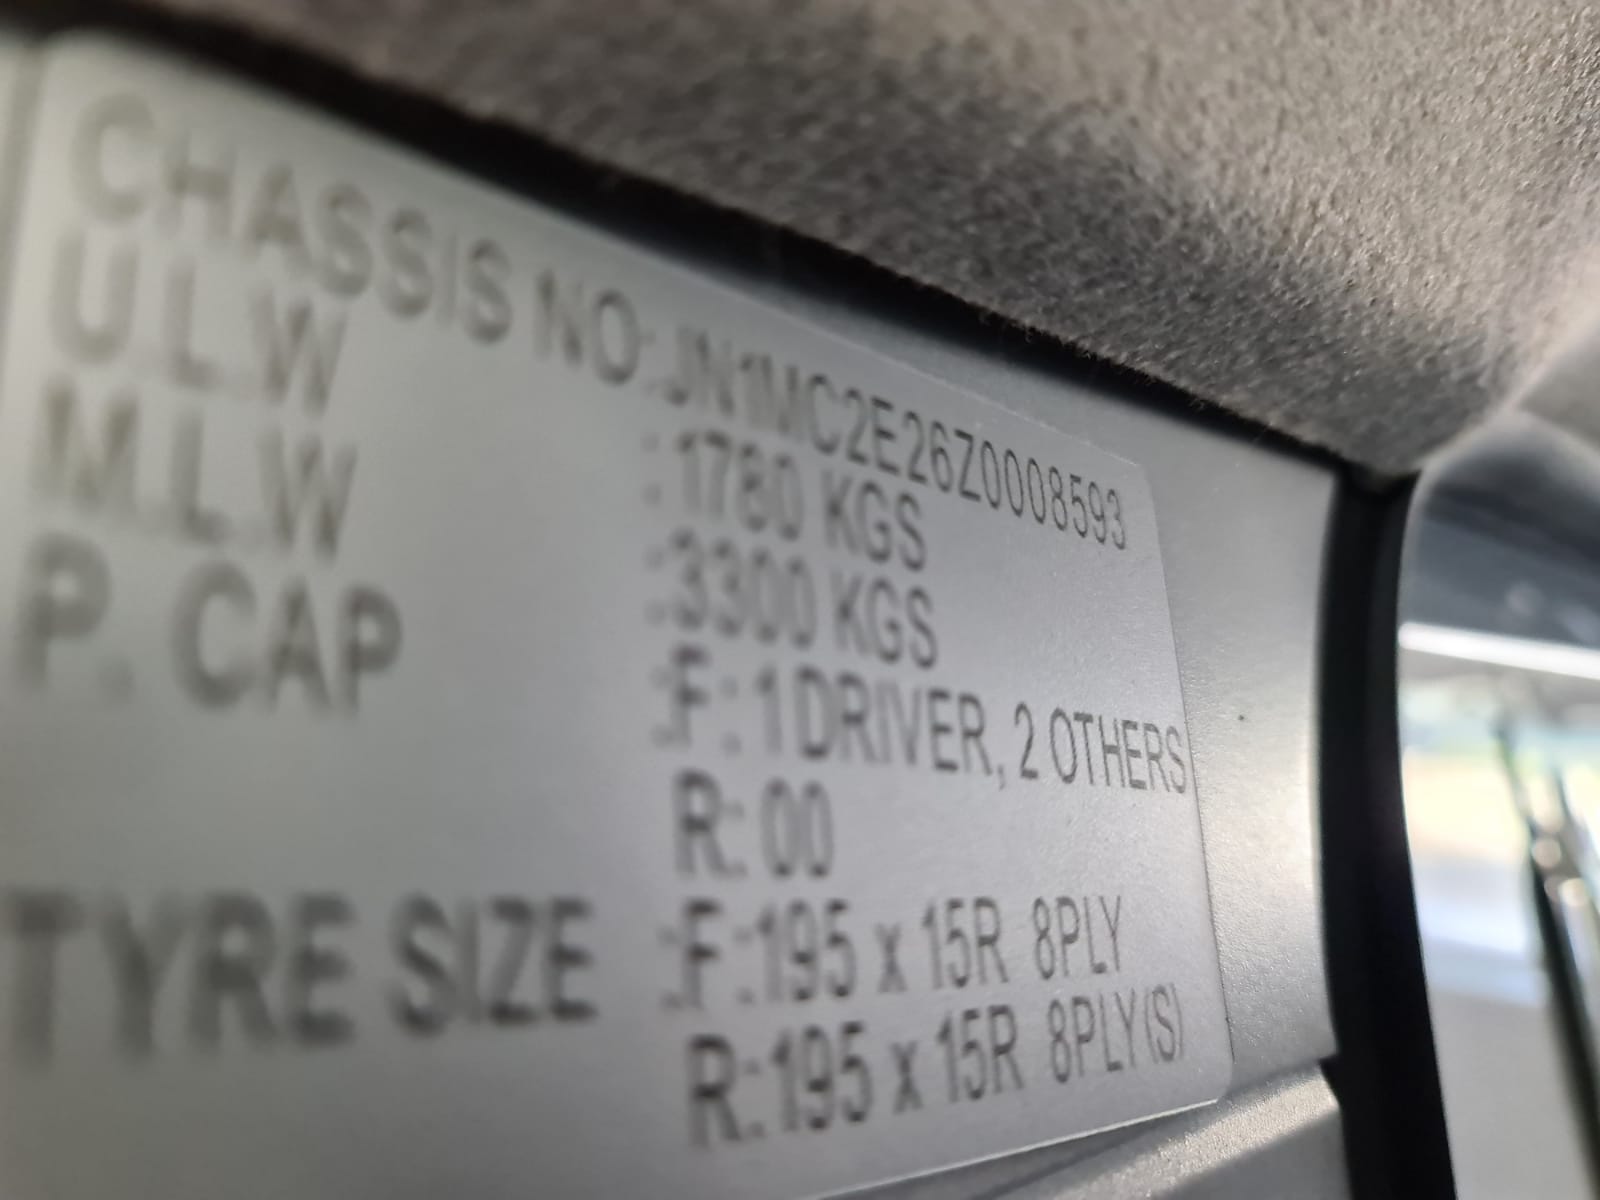 CHASSIS NO: JN1MC2E26Z0008593
U.L.W : 1780 KGS
M.L.W : 3300 KGS
P. CAP : F : 1 DRIVER, 2 OTHERS
R: 00
TYRE SIZE : F : 195 x 15R 8PLY
R: 195 x 15R 8PLY(S)